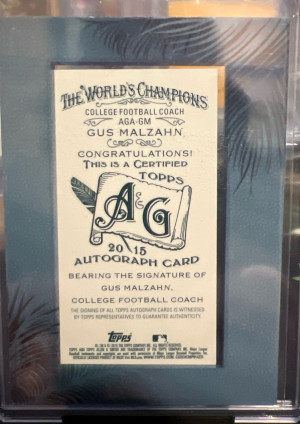 THE WORLD'S CHAMPIONS
COLLEGE FOOTBALL COACH
AGA-GM
GUS MALZAHN
CONGRATULATIONS!
THIS IS A CERTIFIED
TOPPS
A & G
2015
AUTOGRAPH CARD
BEARING THE SIGNATURE OF
GUS MALZAHN,
COLLEGE FOOTBALL COACH
THE SIGNING OF ALL TOPPS AUTOGRAPH CARDS IS WITNESSED
BY TOPPS REPRESENTATIVES TO GUARANTEE AUTHENTICITY.
TOPPS